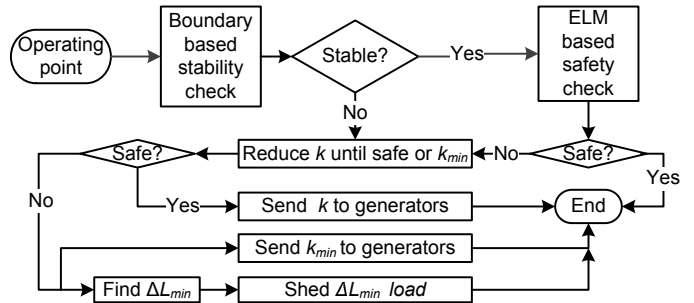 Operating
point
Boundary
based
stability
check
Stable?
Yes
ELM
based
safety
check
No
Safe?
Reduce k until safe or kmin
No
Safe?
Yes
No
Yes
Send k to generators
End
Send kmin to generators
Find ΔLmin
Shed ΔLmin load